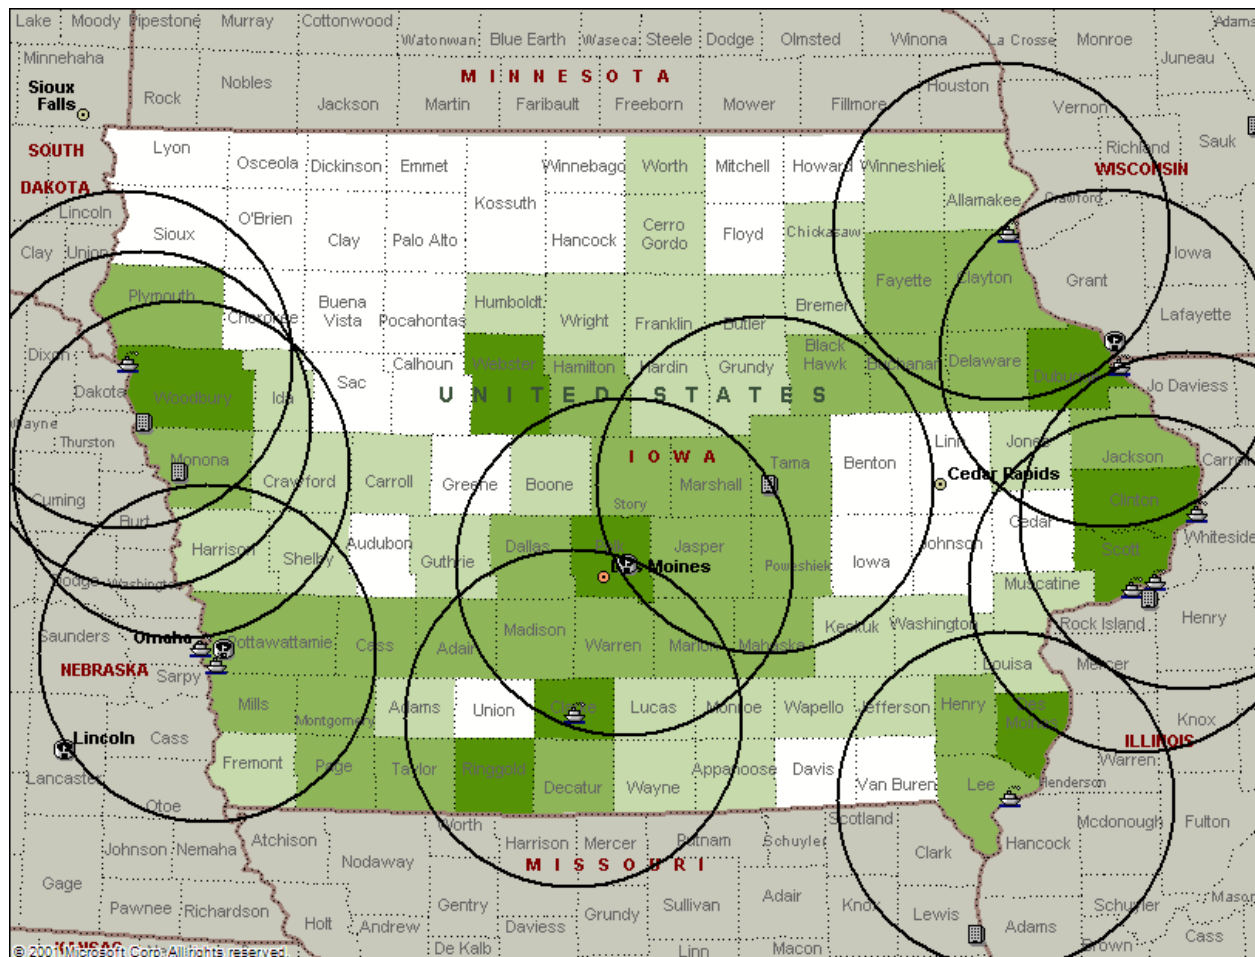 Lake Moody Pipestone Murray Cottonwood
Watonwan Blue Earth Waseca Steele Dodge Olmsted Winona La Crosse Monroe Adams
Minnehaha Juneau
Sioux Falls
Rock Nobles MINNESOTA Houston
Jackson Martin Faribault Freeborn Mower Fillmore Vernon
SOUTH DAKOTA
Lyon Richland Sauk
Osceola Dickinson Emmet Winnebago Worth Mitchell Howard Winneshiek WISCONSIN
Lincoln Kossuth Allamakee Crawford
O'Brien Cerro Gordo Chickasaw
Clay Union Sioux Clay Palo Alto Hancock Floyd Iowa
Fayette Clayton Grant
Plymouth Humboldt Bremer
Cherokee Buena Vista Pocahontas Wright Franklin Butler Lafayette
Dixon Calhoun Webster Hamilton Hardin Grundy Black Hawk Buchanan Delaware Dubuque
Dakota Woodbury Ida Sac Jo Daviess
UNITED STATES
Wayne Thurston Linn Jones
Monona IOWA Tama Benton Jackson Carroll
Crawford Carroll Greene Boone Marshall Cedar Rapids
Cuming Story Clinton
Burt Cedar
Harrison Shelby Audubon Guthrie Dallas Polk Jasper Poweshiek Iowa Johnson Scott Whiteside
Des Moines
Dodge Washington Muscatine
Saunders Omaha Pottawattamie Cass Adair Madison Warren Marion Mahaska Keokuk Washington Rock Island Henry
NEBRASKA Sarpy Louisa Mercer
Mills Montgomery Adams Union Clarke Lucas Monroe Wapello Jefferson Henry Des Moines Knox
Lincoln Cass ILLINOIS
Lancaster Fremont Page Taylor Ringgold Decatur Wayne Appanoose Davis Van Buren Lee Henderson Warren
Otoe Scotland Mcdonough Fulton
Johnson Nemaha Atchison Nodaway Worth Harrison Mercer Putnam Schuyler Clark Hancock
MISSOURI
Gage Pawnee Richardson Holt Andrew Gentry Daviess Grundy Sullivan Adair Knox Lewis Adams Schuyler Mason
De Kalb Linn Macon Brown Cass
KANSAS
© 2001 Microsoft Corp. All rights reserved.